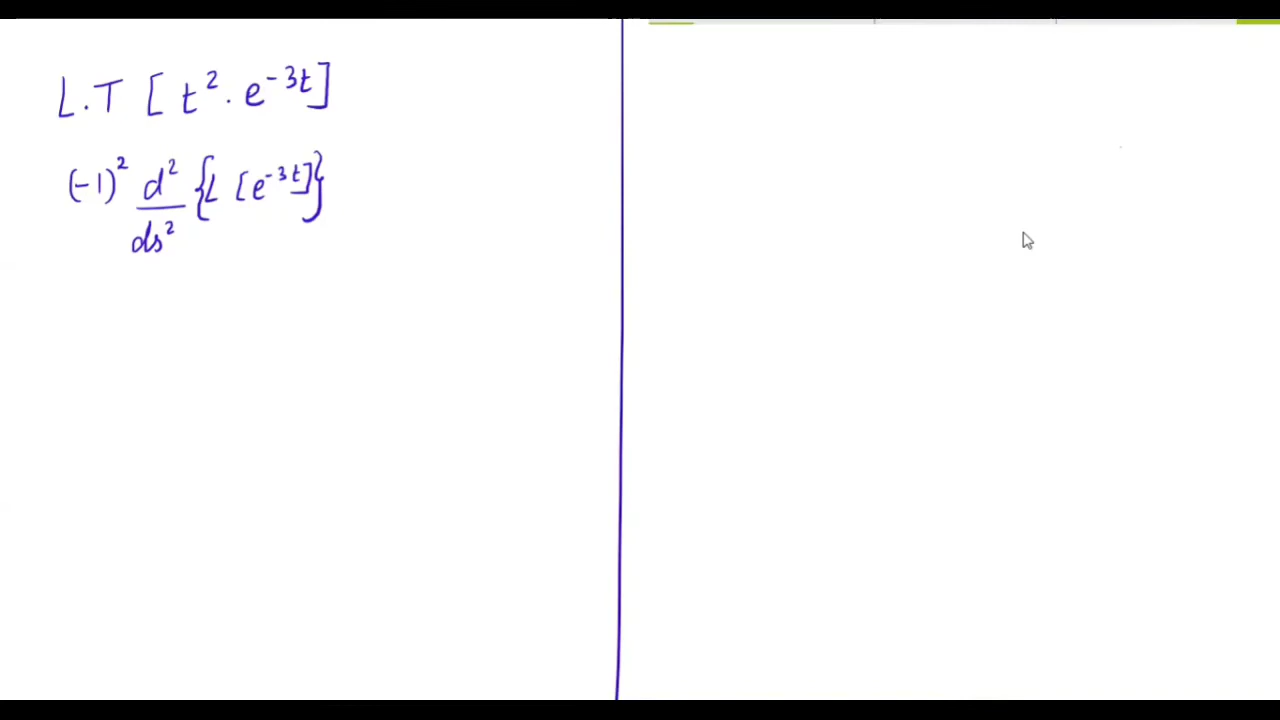 L.T [t².e⁻³ᵗ]
(-1)² d²/ds² {L [e⁻³ᵗ]}